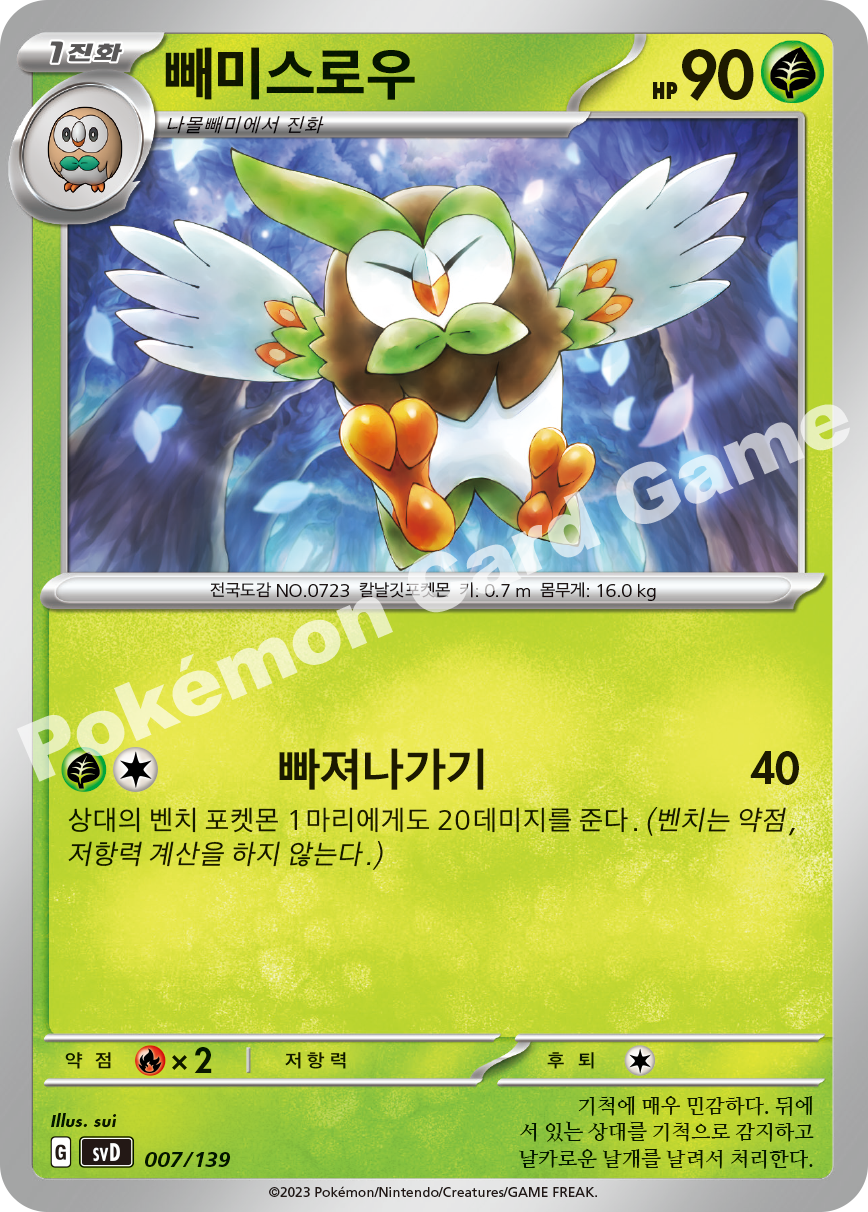 1진화
빼미스로우
HP 90
나몰빼미에서 진화
전국도감 NO.0723 칼날깃포켓몬 키: 0.7 m 몸무게: 16.0 kg
Pokémon Card Game
빠져나가기 40
상대의 벤치 포켓몬 1마리에게도 20데미지를 준다. (벤치는 약점,
저항력 계산을 하지 않는다.)
약점 ×2 저항력 후퇴
Illus. sui
기척에 매우 민감하다. 뒤에
서 있는 상대를 기척으로 감지하고
날카로운 날개를 날려서 처리한다.
G svD 007/139
©2023 Pokémon/Nintendo/Creatures/GAME FREAK.